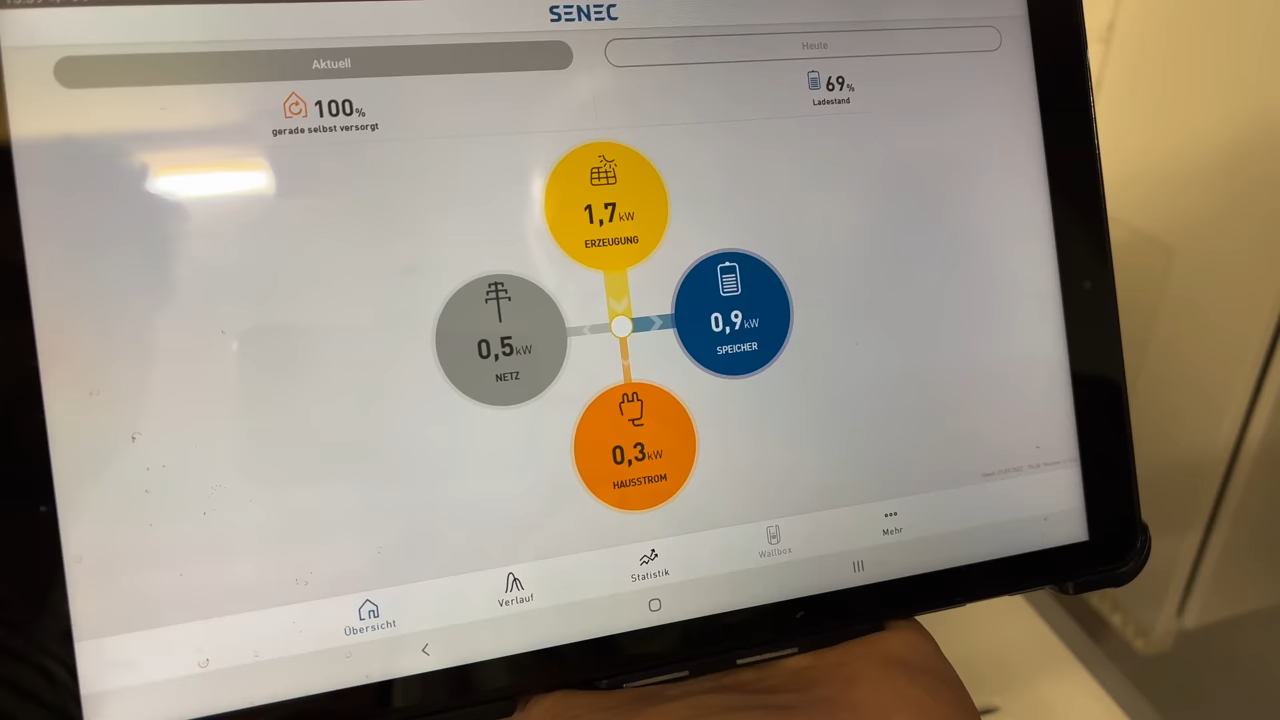 SENEC
Aktuell
Heute
100%
gerade selbst versorgt
69%
Ladestand
1,7 kW
ERZEUGUNG
0,5 kW
NETZ
0,9 kW
SPEICHER
0,3 kW
HAUSSTROM
Übersicht
Verlauf
Statistik
Wallbox
Mehr